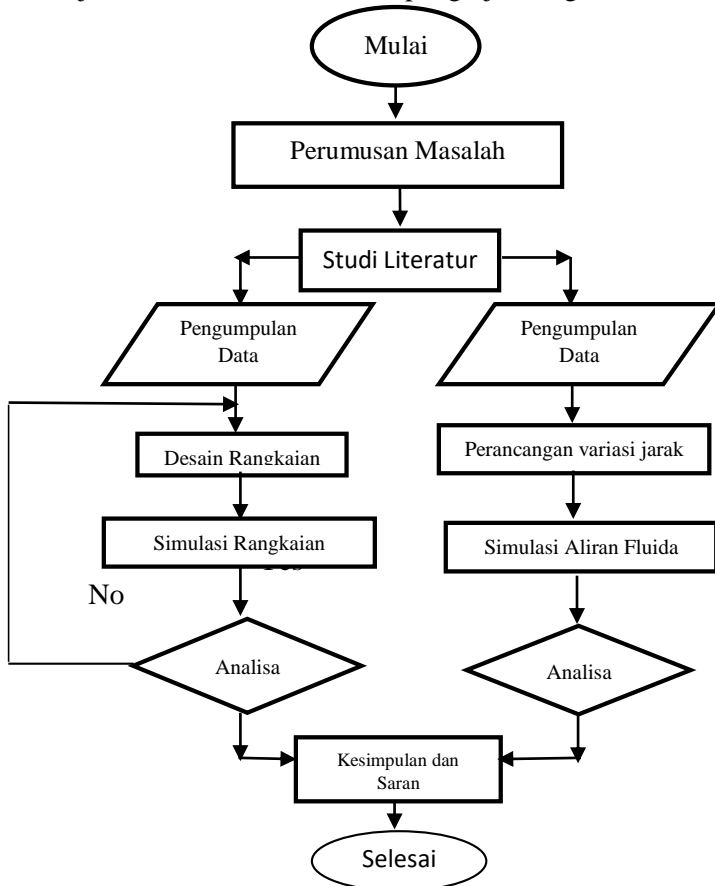 Mulai
Perumusan Masalah
Studi Literatur
Pengumpulan
Data
Pengumpulan
Data
Desain Rangkaian
Perancangan variasi jarak
Simulasi Rangkaian
Simulasi Aliran Fluida
No
Analisa
Analisa
Kesimpulan dan
Saran
Selesai